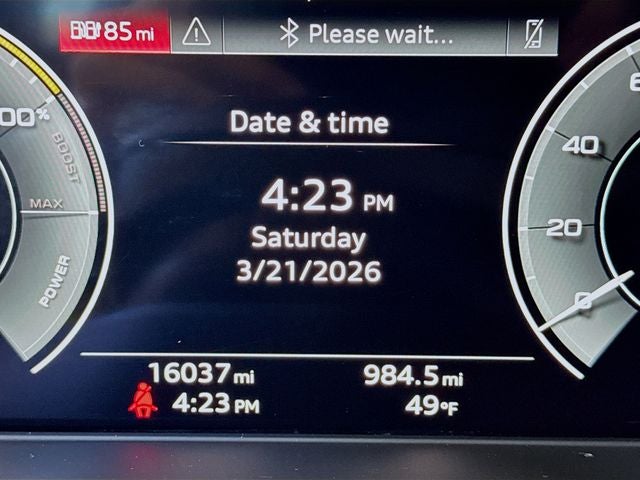 85 mi Please wait...
Date & time
4:23 PM
Saturday
3/21/2026
16037 mi 984.5 mi
4:23 PM 49°F
00%
BOOST
MAX
POWER
6
40
20
0